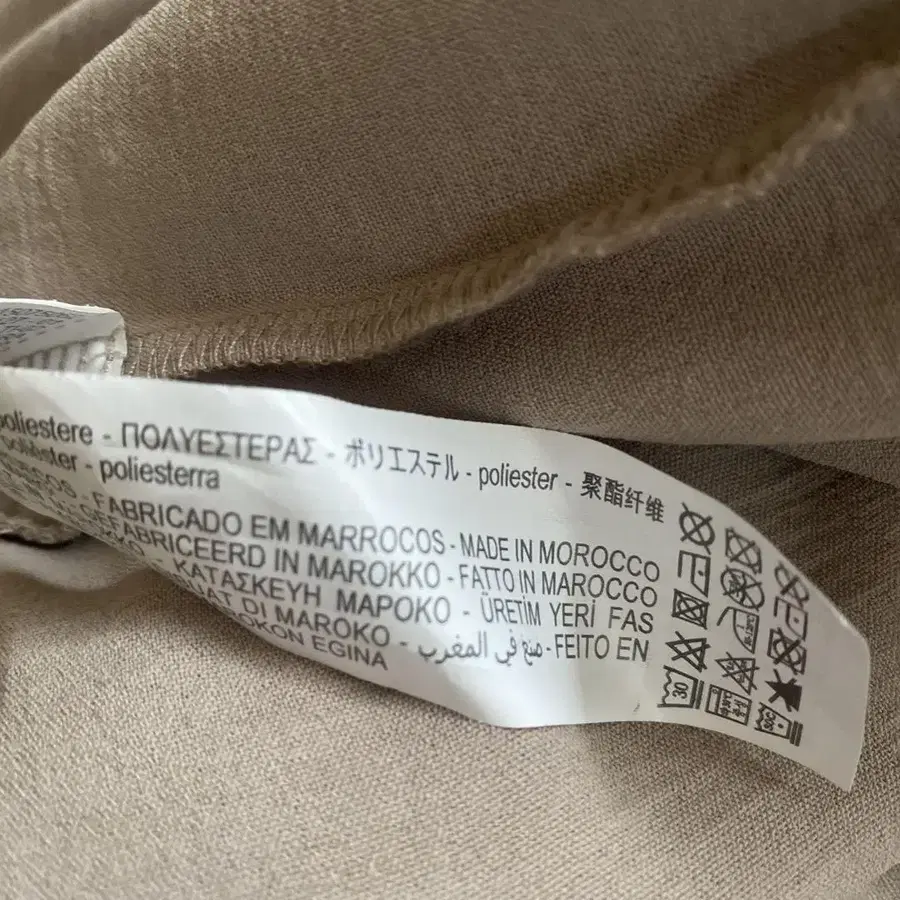 poliestere - ΠΟΛΥΕΣΤΕΡΑΣ - ポリエステル - poliester - 聚酯纤维
poliester - poliesterra
- FABRICADO EM MARROCOS - MADE IN MOROCCO
GEFABRICEERD IN MAROKKO - FATTO IN MAROCCO
ΚΑΤΑΣΚΕΥΗ ΜΑΡΟΚΟ - ÜRETİM YERİ FAS
DI MAROKO - صنع في المغرب - FEITO EN
EGINA
30